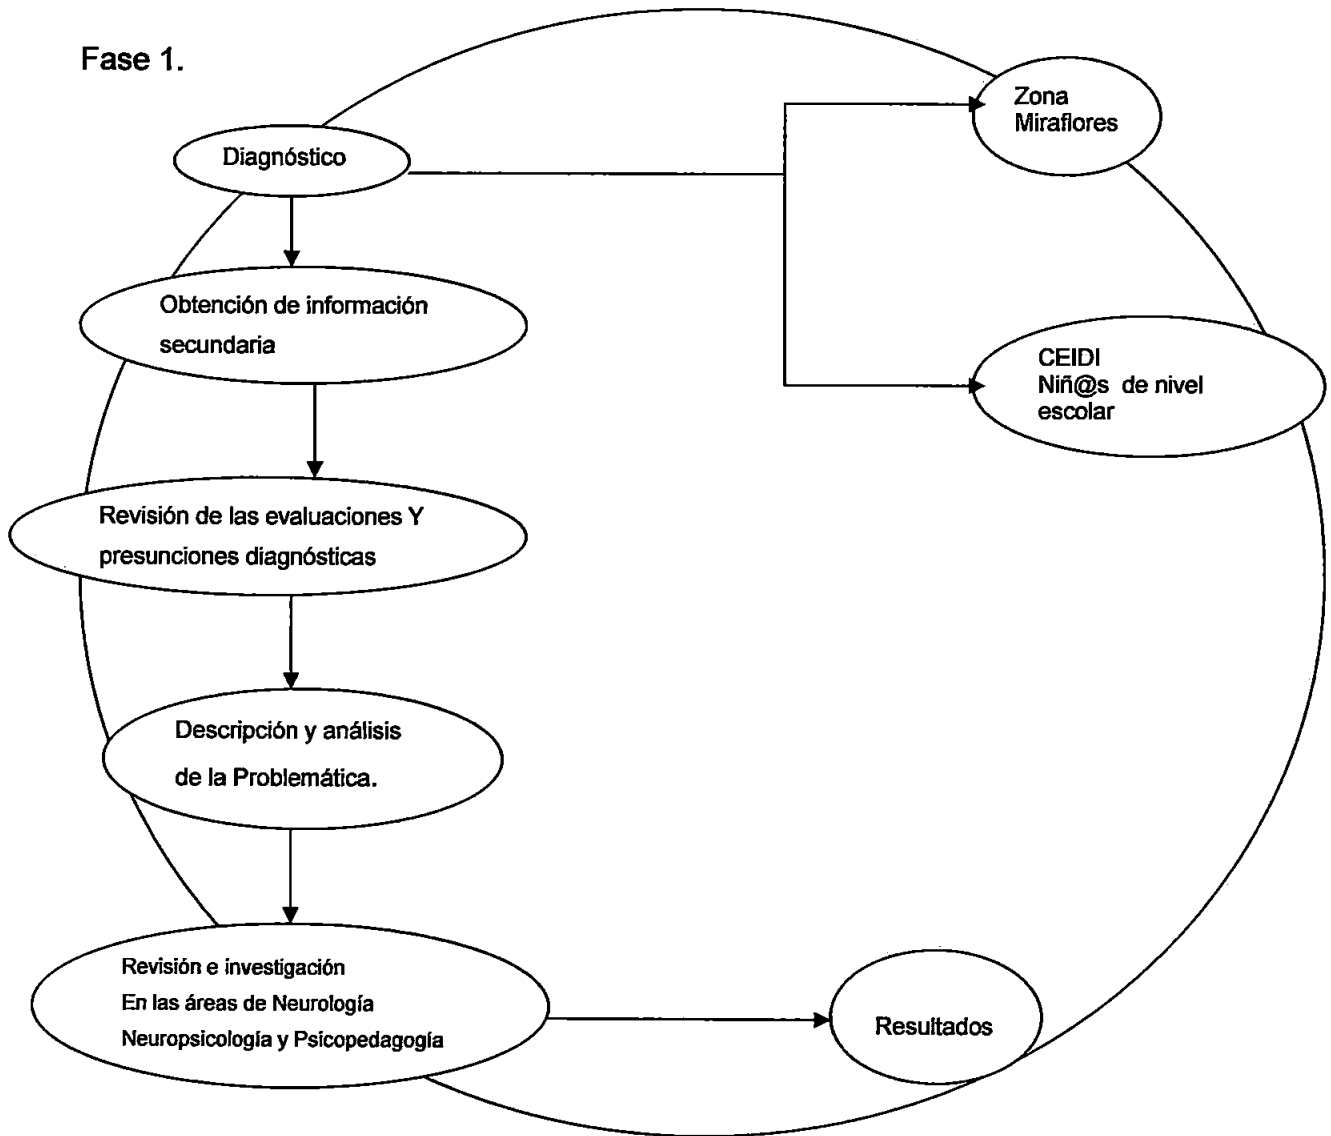 Fase 1.
Diagnóstico
Zona
Miraflores
Obtención de información
secundaria
CEIDI
Niñ@s de nivel
escolar
Revisión de las evaluaciones Y
presunciones diagnósticas
Descripción y análisis
de la Problemática.
Revisión e investigación
En las áreas de Neurología
Neuropsicología y Psicopedagogía
Resultados